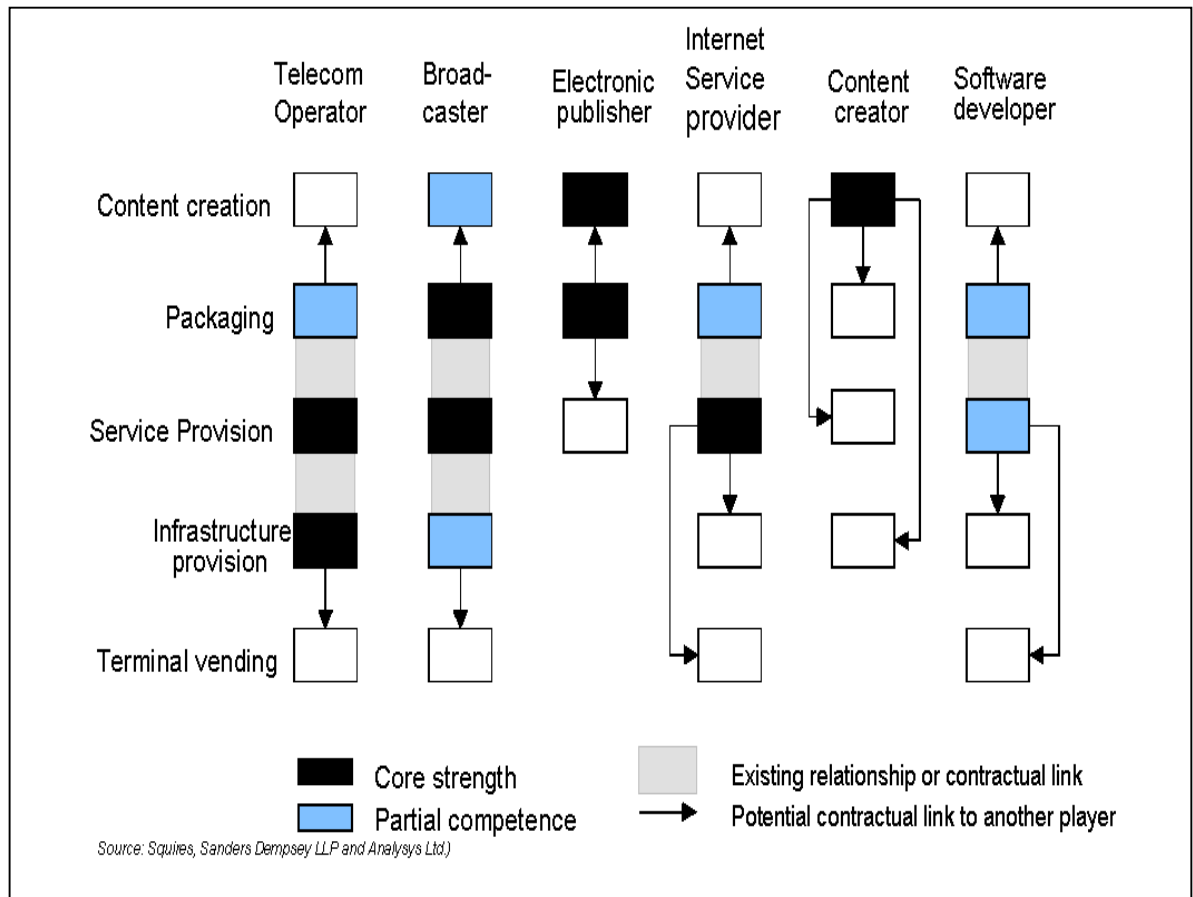 Telecom
Operator
Broad-
caster
Electronic
publisher
Internet
Service
provider
Content
creator
Software
developer
Content creation
Packaging
Service Provision
Infrastructure
provision
Terminal vending
Core strength
Partial competence
Existing relationship or contractual link
Potential contractual link to another player
Source: Squires, Sanders Dempsey LLP and Analysys Ltd.)